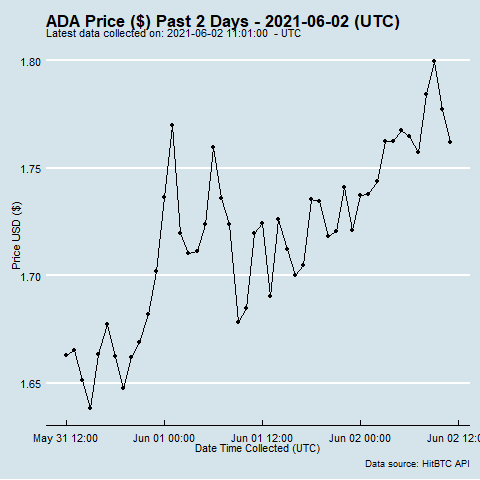 ADA Price ($) Past 2 Days - 2021-06-02 (UTC)
Latest data collected on: 2021-06-02 11:01:00 - UTC
1.80
1.75
1.70
1.65
Price USD ($)
May 31 12:00 Jun 01 00:00 Jun 01 12:00 Jun 02 00:00 Jun 02 12:0
Date Time Collected (UTC)
Data source: HitBTC API